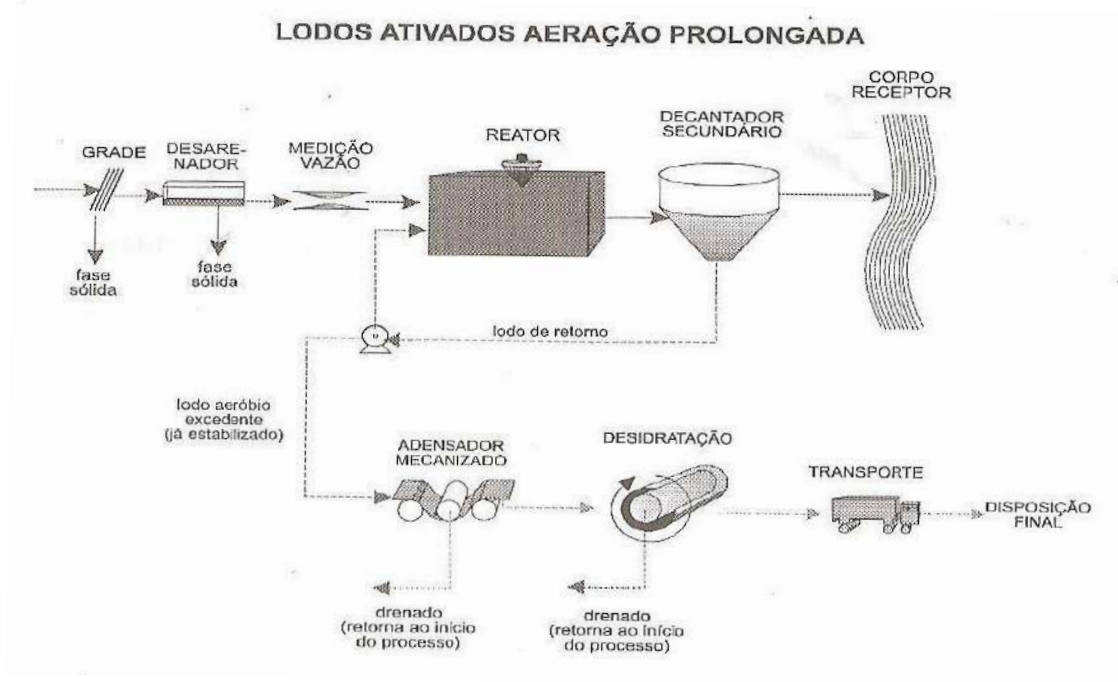 LODOS ATIVADOS AERAÇÃO PROLONGADA
CORPO
RECEPTOR
DECANTADOR
SECUNDÁRIO
REATOR
MEDIÇÃO
VAZÃO
DESARE-
NADOR
GRADE
fase
sólida
fase
sólida
lodo de retorno
lodo aeróbio
excedente
(já estabilizado)
ADENSADOR
MECANIZADO
DESIDRATAÇÃO
TRANSPORTE
DISPOSIÇÃO
FINAL
drenado
(retorna ao início
do processo)
drenado
(retorna ao início
do processo)